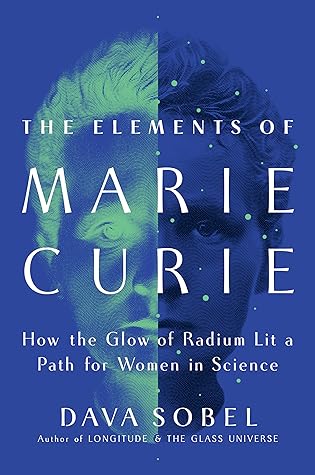 THE ELEMENTS OF
MARIE
CURIE
How the Glow of Radium Lit a
Path for Women in Science
DAVA SOBEL
Author of LONGITUDE & THE GLASS UNIVERSE